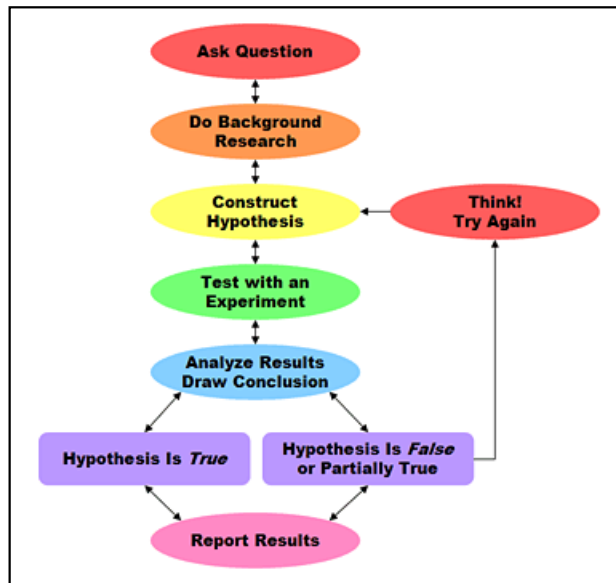 Ask Question
Do Background
Research
Construct
Hypothesis
Think!
Try Again
Test with an
Experiment
Analyze Results
Draw Conclusion
Hypothesis Is True
Hypothesis Is False
or Partially True
Report Results